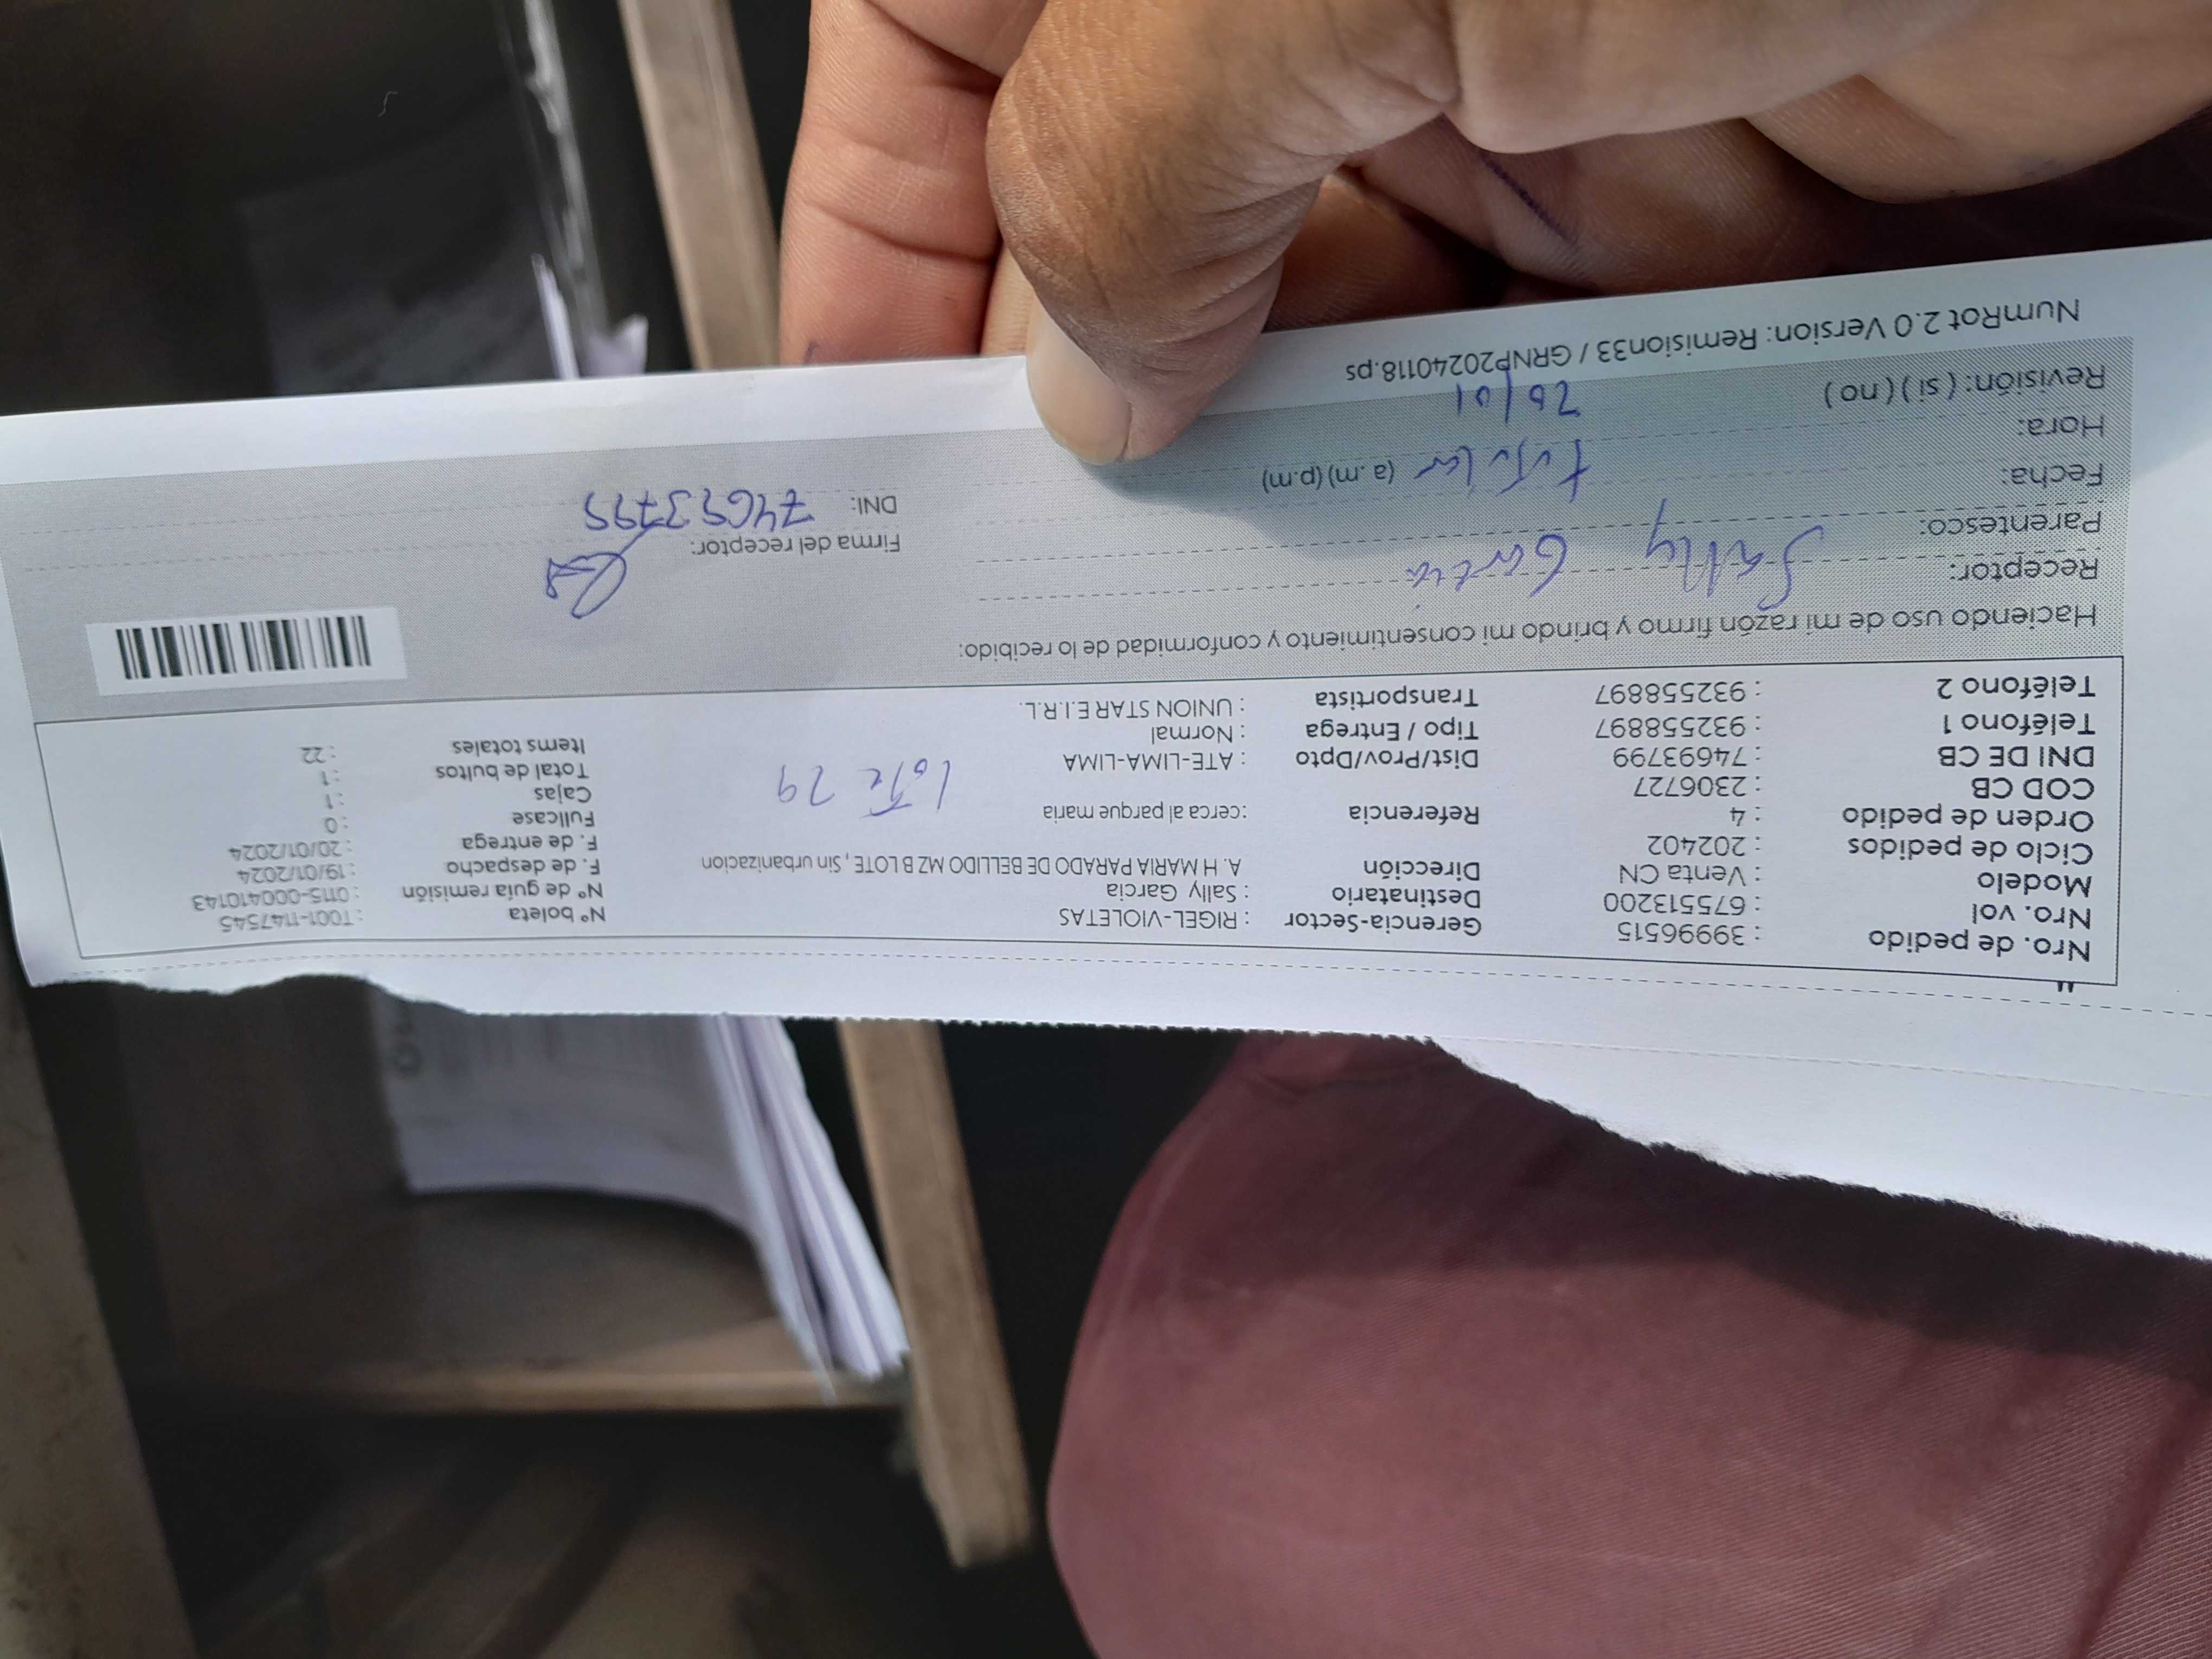 Nro. de pedido : 39996515 Gerencia-Sector : RIGEL-VIOLETAS N° boleta : T001-1147545
Nro. vol : 675513200 Destinatario : Sally Garcia N° de guía remisión : 0115-000410143
Modelo : Venta CN Dirección A. H MARIA PARADO DE BELLIDO MZ B LOTE , Sin urbanizacion F. de despacho : 19/01/2024
Ciclo de pedidos : 202402 F. de entrega : 20/01/2024
Orden de pedido : 4 Referencia :cerca al parque maria Fullcase : 0
COD CB : 2306727 Lote 29 Cajas : 1
DNI DE CB : 74693799 Dist/Prov/Dpto : ATE-LIMA-LIMA Total de bultos : 1
Teléfono 1 : 932558897 Tipo / Entrega : Normal Items totales : 22
Teléfono 2 : 932558897 Transportista : UNION STAR E.I.R.L.
Haciendo uso de mi razón firmo y brindo mi consentimiento y conformidad de lo recibido:
Receptor: Sally Garcia
Parentesco: Firma del receptor:
Fecha: titular DNI: 74693799
Hora: (a.m) (p.m)
20/01
Revisión: ( si ) ( no )
NumRot 2.0 Version: Remision33 / GRNP20240118.ps